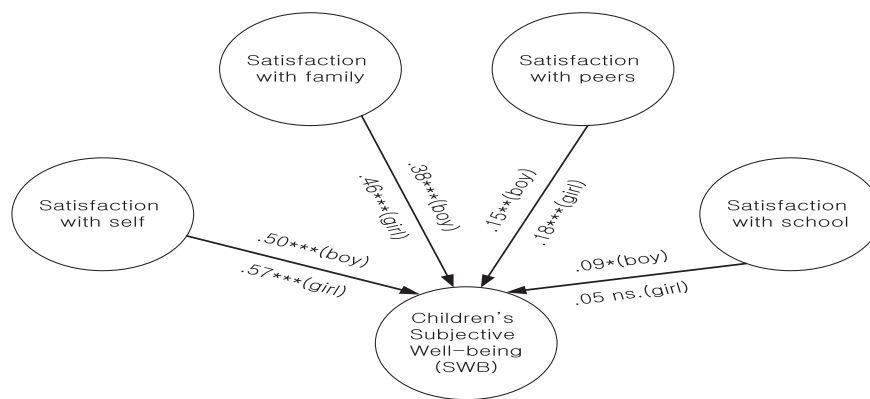 Satisfaction
with family
Satisfaction
with peers
Satisfaction
with self
Satisfaction
with school
.46***(girl)
.38***(boy)
.15**(boy)
.18***(girl)
.50***(boy)
.57***(girl)
.09*(boy)
.05 ns.(girl)
Children's
Subjective
Well-being
(SWB)